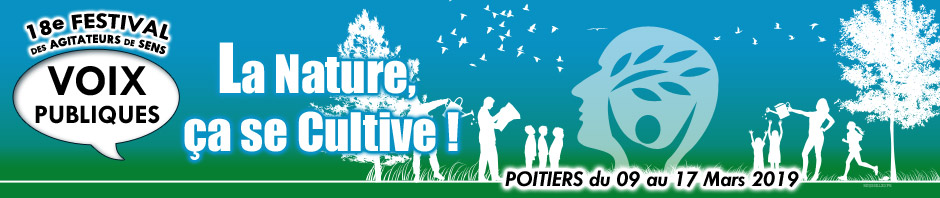 18e FESTIVAL
DES AGITATEURS DE SENS
VOIX
PUBLIQUES
La Nature,
ça se Cultive !
POITIERS du 09 au 17 Mars 2019